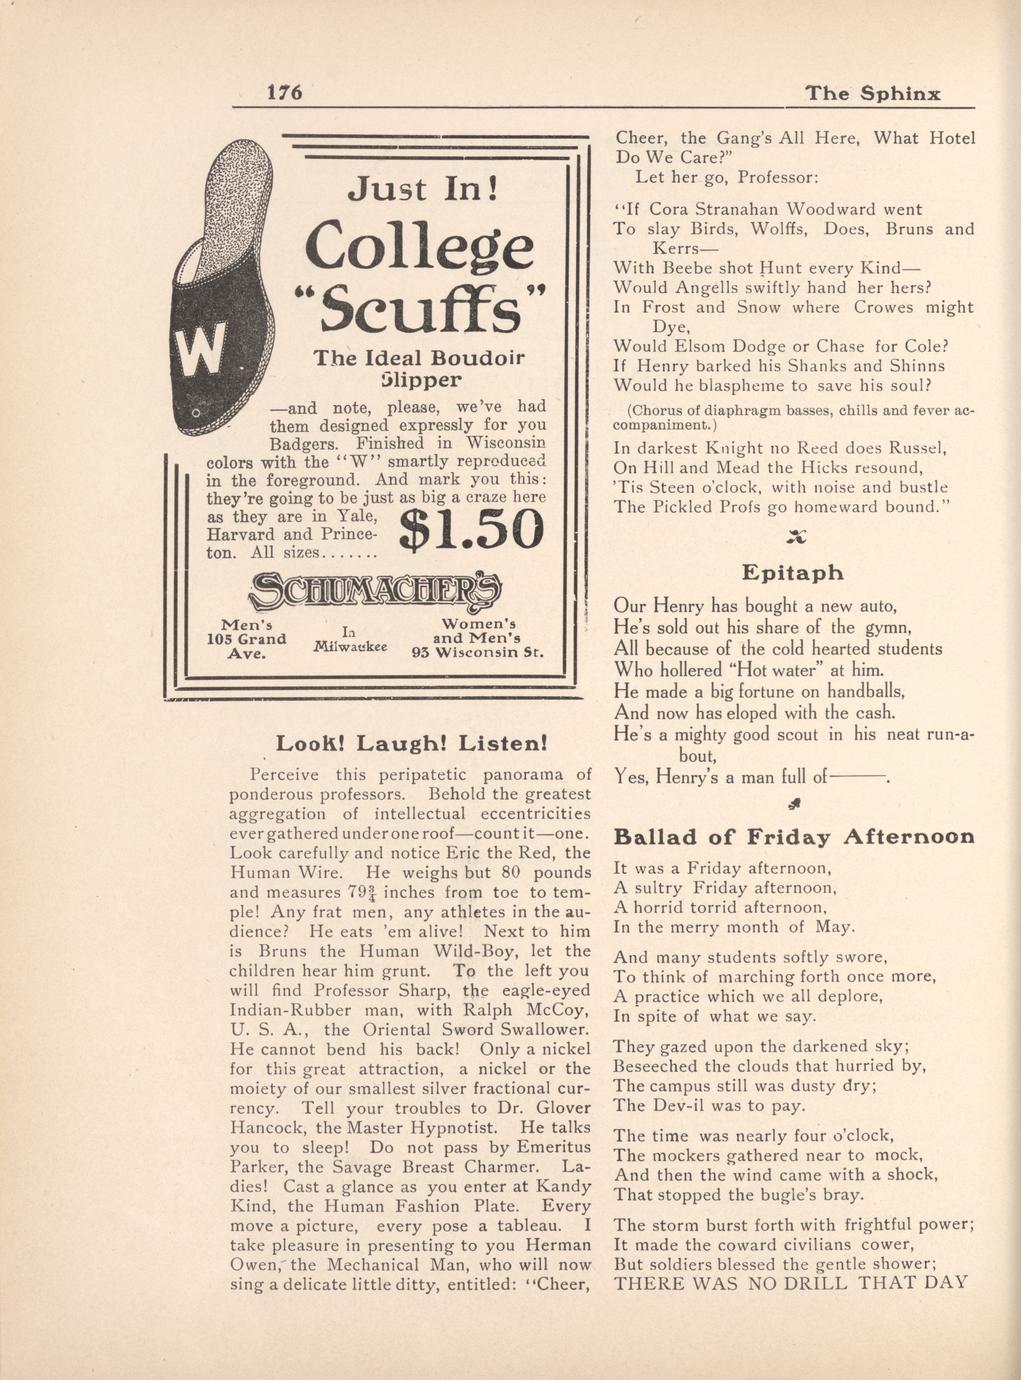 176
The Sphinx
Just In!
College
"Scuffs"
W
The Ideal Boudoir
Slipper
—and note, please, we've had
them designed expressly for you
Badgers. Finished in Wisconsin
colors with the "W" smartly reproduced
in the foreground. And mark you this:
they're going to be just as big a craze here
as they are in Yale,
Harvard and Prince-
ton. All sizes.......
$1.50
SCHUMACHER'S
Men's
105 Grand
Ave.
In
Milwaukee
Women's
and Men's
93 Wisconsin St.
Look! Laugh! Listen!
Perceive this peripatetic panorama of
ponderous professors. Behold the greatest
aggregation of intellectual eccentricities
ever gathered under one roof—count it—one.
Look carefully and notice Eric the Red, the
Human Wire. He weighs but 80 pounds
and measures 79¾ inches from toe to tem-
ple! Any frat men, any athletes in the au-
dience? He eats 'em alive! Next to him
is Bruns the Human Wild-Boy, let the
children hear him grunt. To the left you
will find Professor Sharp, the eagle-eyed
Indian-Rubber man, with Ralph McCoy,
U. S. A., the Oriental Sword Swallower.
He cannot bend his back! Only a nickel
for this great attraction, a nickel or the
moiety of our smallest silver fractional cur-
rency. Tell your troubles to Dr. Glover
Hancock, the Master Hypnotist. He talks
you to sleep! Do not pass by Emeritus
Parker, the Savage Breast Charmer. La-
dies! Cast a glance as you enter at Kandy
Kind, the Human Fashion Plate. Every
move a picture, every pose a tableau. I
take pleasure in presenting to you Herman
Owen, the Mechanical Man, who will now
sing a delicate little ditty, entitled: "Cheer,
Cheer, the Gang's All Here, What Hotel
Do We Care?"
Let her go, Professor:
"If Cora Stranahan Woodward went
To slay Birds, Wolffs, Does, Bruns and
Kerrs—
With Beebe shot Hunt every Kind—
Would Angells swiftly hand her hers?
In Frost and Snow where Crowes might
Dye,
Would Elsom Dodge or Chase for Cole?
If Henry barked his Shanks and Shinns
Would he blaspheme to save his soul?
(Chorus of diaphragm basses, chills and fever ac-
companiment.)
In darkest Knight no Reed does Russel,
On Hill and Mead the Hicks resound,
'Tis Steen o'clock, with noise and bustle
The Pickled Profs go homeward bound."
Epitaph
Our Henry has bought a new auto,
He's sold out his share of the gymn,
All because of the cold hearted students
Who hollered "Hot water" at him.
He made a big fortune on handballs,
And now has eloped with the cash.
He's a mighty good scout in his neat run-a-
bout,
Yes, Henry's a man full of———.
Ballad of Friday Afternoon
It was a Friday afternoon,
A sultry Friday afternoon,
A horrid torrid afternoon,
In the merry month of May.
And many students softly swore,
To think of marching forth once more,
A practice which we all deplore,
In spite of what we say.
They gazed upon the darkened sky;
Beseeched the clouds that hurried by,
The campus still was dusty dry;
The Dev-il was to pay.
The time was nearly four o'clock,
The mockers gathered near to mock,
And then the wind came with a shock,
That stopped the bugle's bray.
The storm burst forth with frightful power;
It made the coward civilians cower,
But soldiers blessed the gentle shower;
THERE WAS NO DRILL THAT DAY